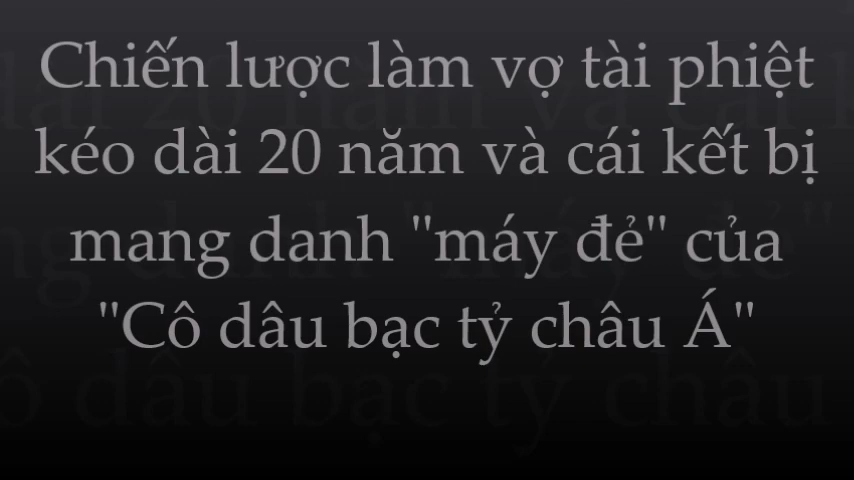 Chiến lược làm vợ tài phiệt
kéo dài 20 năm và cái kết bị
mang danh "máy đẻ" của
"Cô dâu bạc tỷ châu Á"